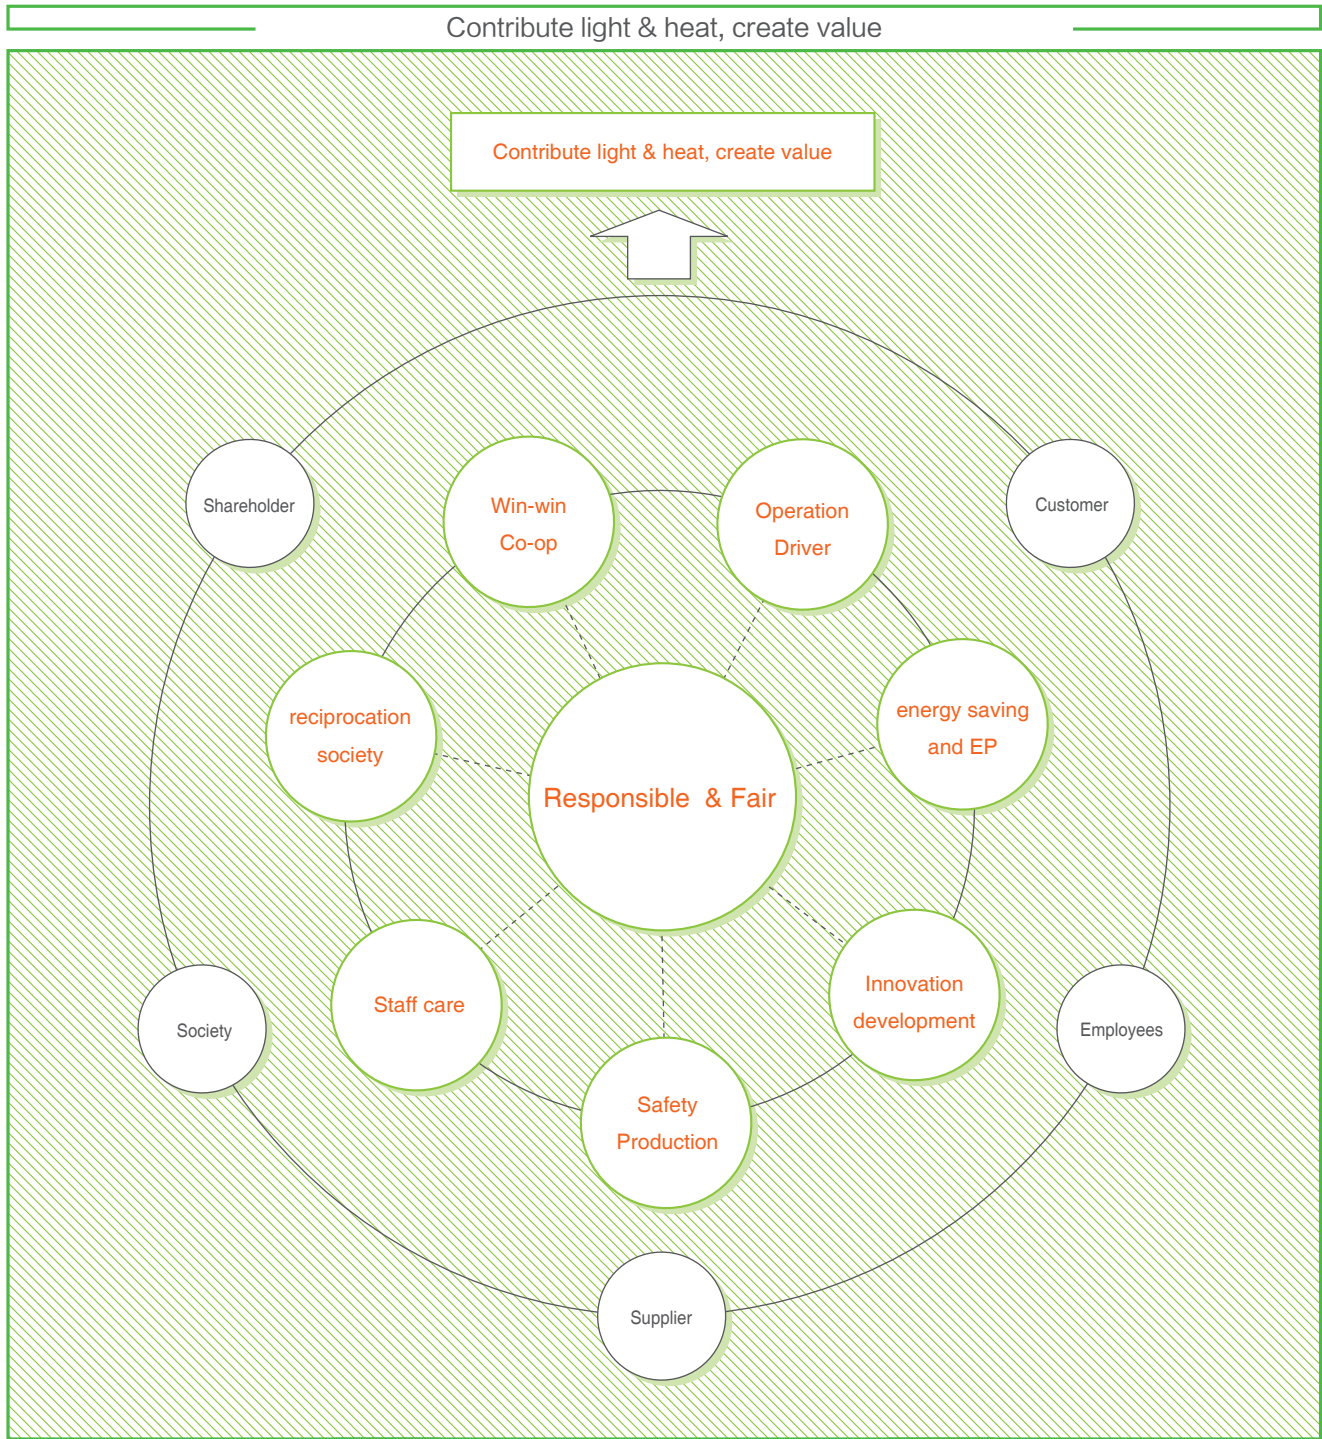 Contribute light & heat, create value
Contribute light & heat, create value
Shareholder
Win-win
Co-op
Operation
Driver
Customer
reciprocation
society
energy saving
and EP
Responsible & Fair
Staff care
Innovation
development
Society
Employees
Safety
Production
Supplier